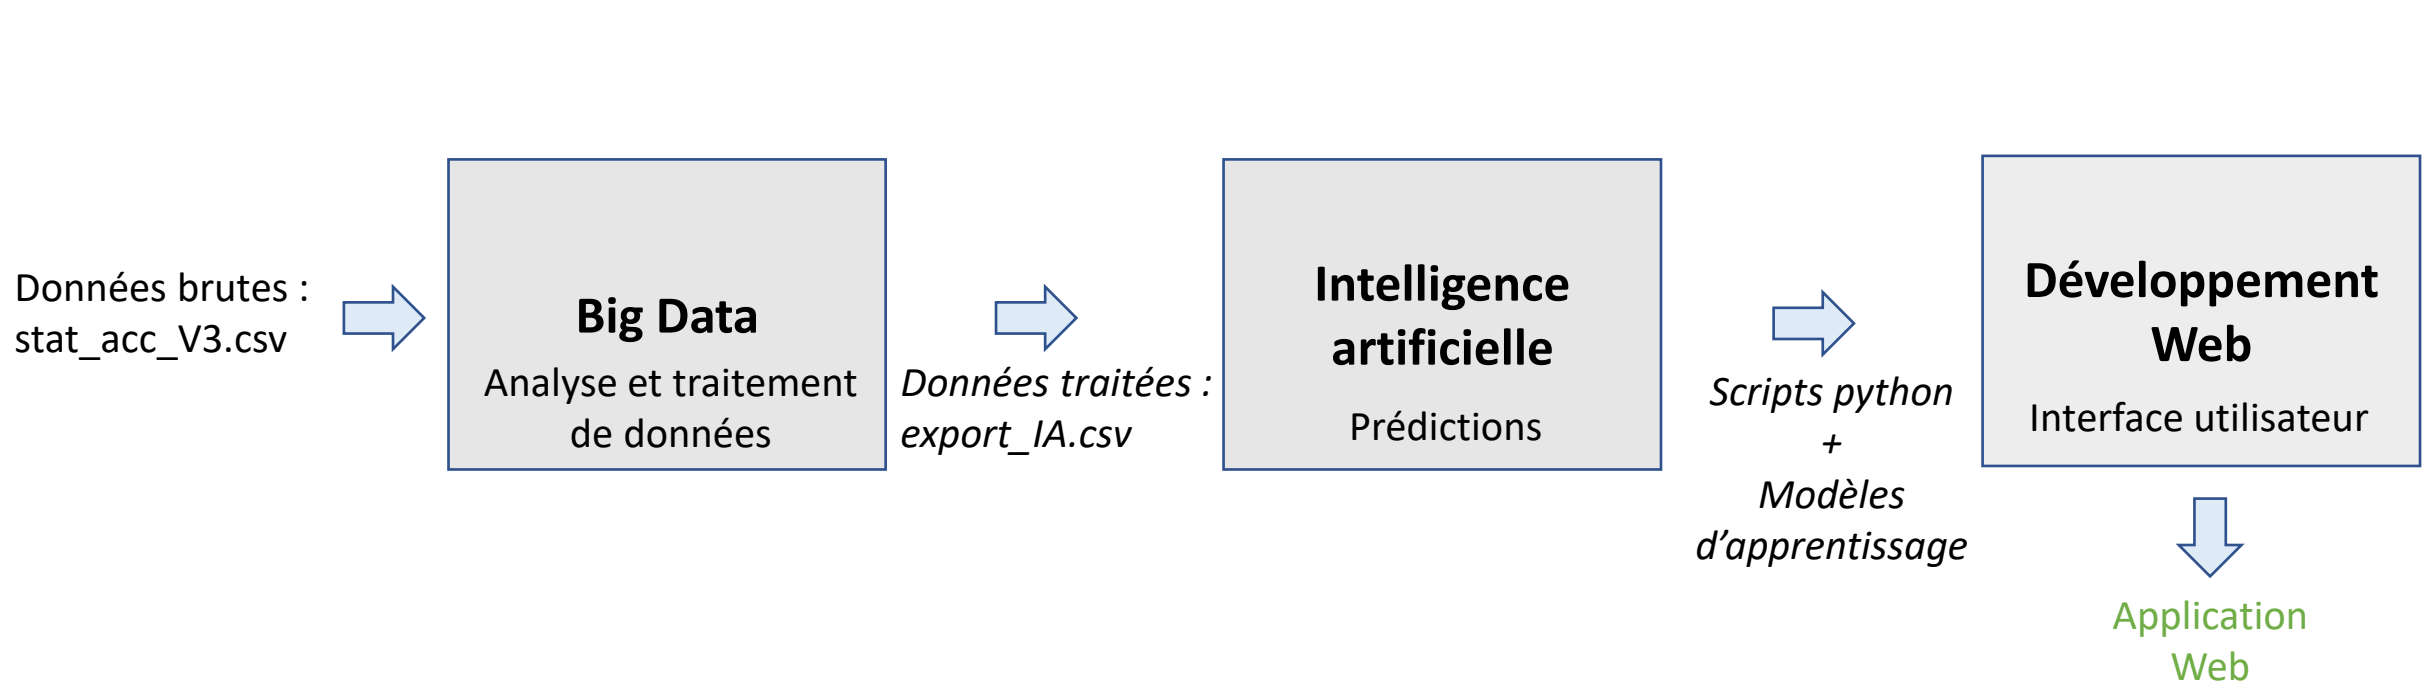 Données brutes :
stat_acc_V3.csv
Big Data
Analyse et traitement
de données
Données traitées :
export_IA.csv
Intelligence
artificielle
Prédictions
Scripts python
+
Modèles
d’apprentissage
Développement
Web
Interface utilisateur
Application
Web